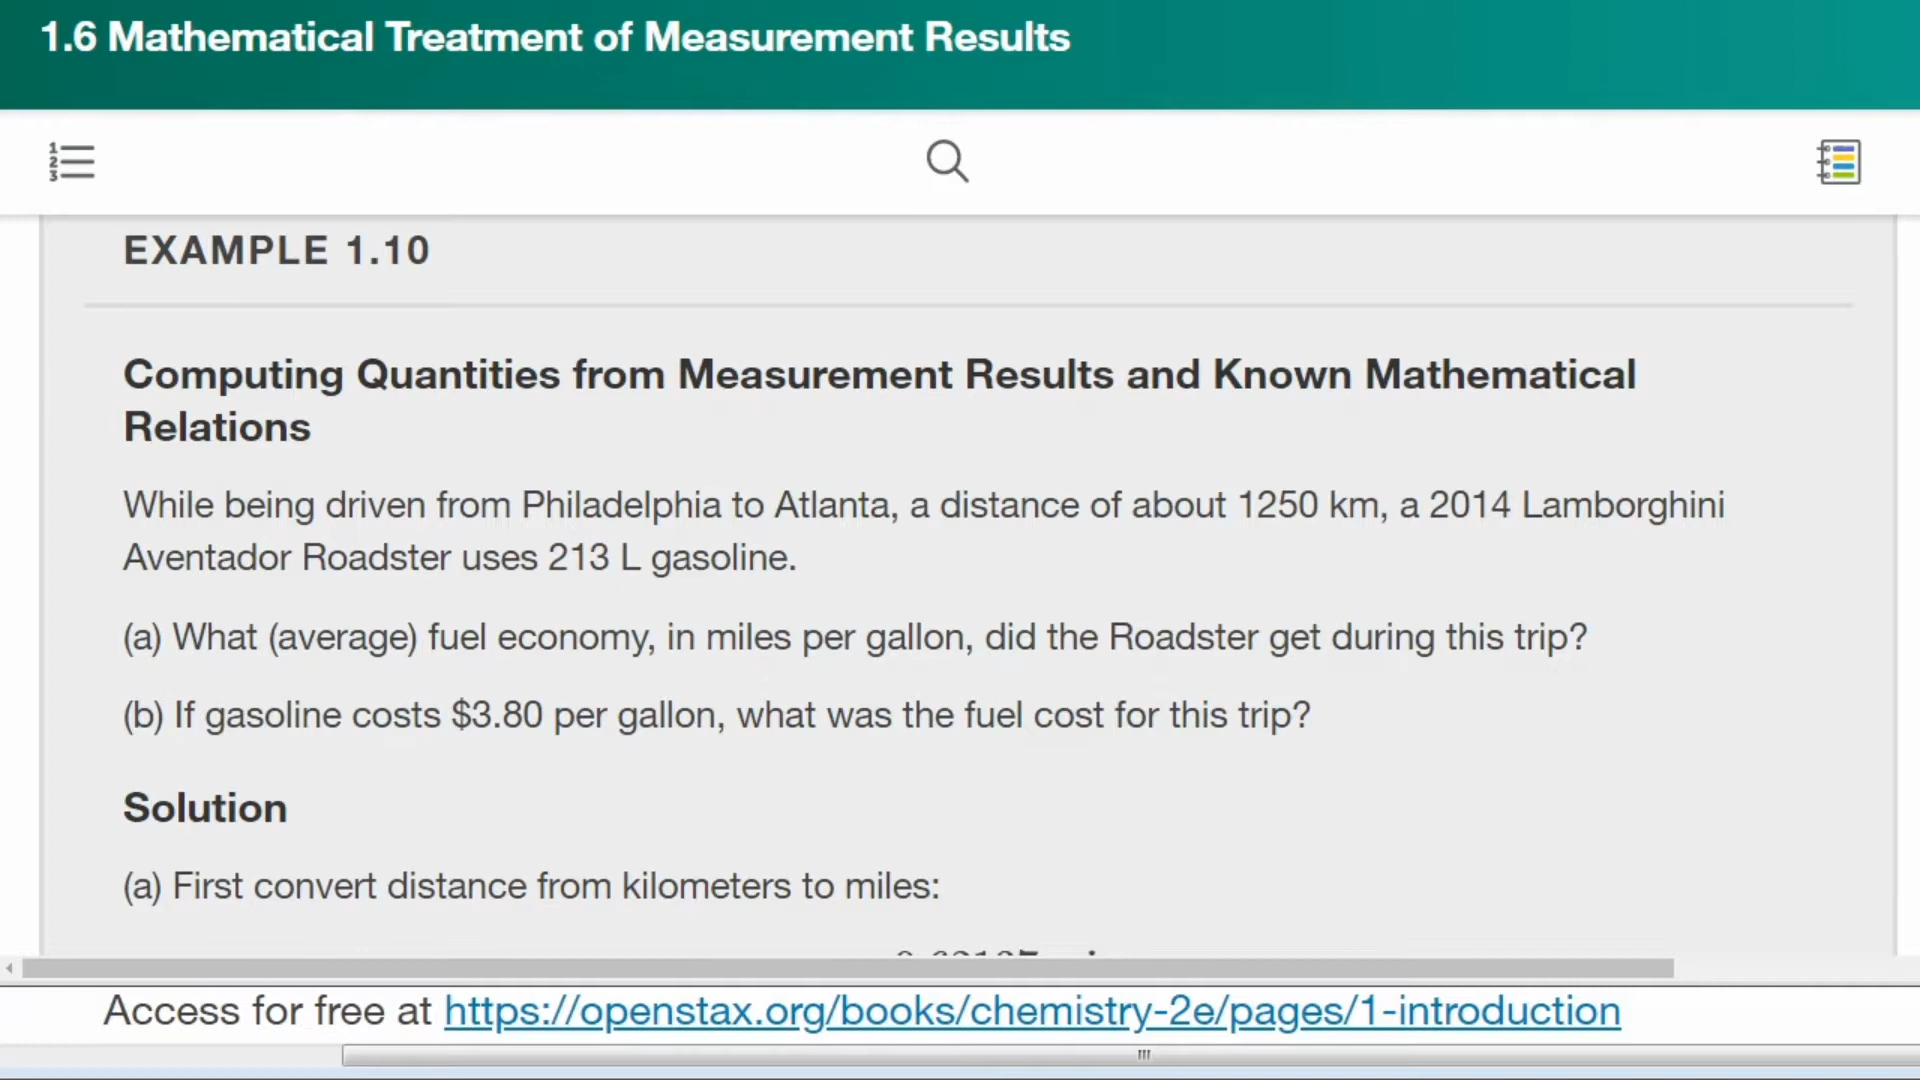 1.6 Mathematical Treatment of Measurement Results
1
2
3
EXAMPLE 1.10
Computing Quantities from Measurement Results and Known Mathematical
Relations
While being driven from Philadelphia to Atlanta, a distance of about 1250 km, a 2014 Lamborghini
Aventador Roadster uses 213 L gasoline.
(a) What (average) fuel economy, in miles per gallon, did the Roadster get during this trip?
(b) If gasoline costs $3.80 per gallon, what was the fuel cost for this trip?
Solution
(a) First convert distance from kilometers to miles:
Access for free at https://openstax.org/books/chemistry-2e/pages/1-introduction